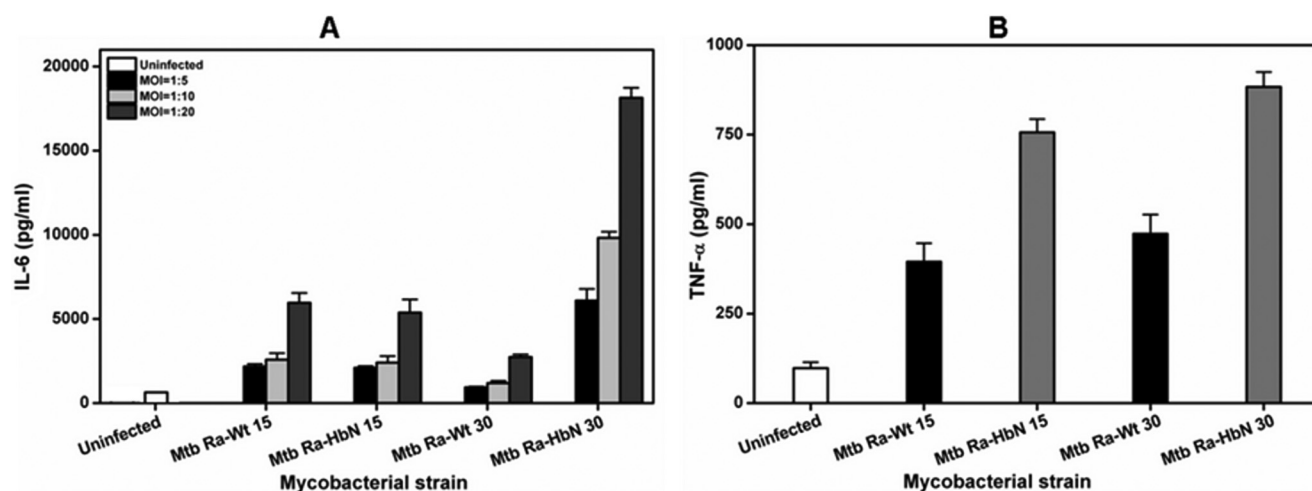 A
IL-6 (pg/ml)
20000
15000
10000
5000
0
Uninfected
MOI=1:5
MOI=1:10
MOI=1:20
Uninfected
Mtb Ra-Wt 15
Mtb Ra-HbN 15
Mtb Ra-Wt 30
Mtb Ra-HbN 30
Mycobacterial strain
B
TNF-α (pg/ml)
1000
750
500
250
0
Uninfected
Mtb Ra-Wt 15
Mtb Ra-HbN 15
Mtb Ra-Wt 30
Mtb Ra-HbN 30
Mycobacterial strain